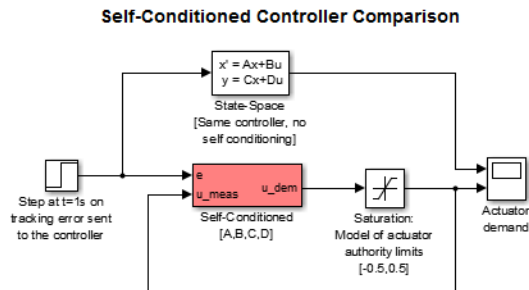 Self-Conditioned Controller Comparison
x' = Ax+Bu
y = Cx+Du
State-Space
[Same controller, no
self conditioning]
e
u_meas
u_dem
Self-Conditioned
[A,B,C,D]
Step at t=1s on
tracking error sent
to the controller
Saturation:
Model of actuator
authority limits
[-0.5,0.5]
Actuator
demand